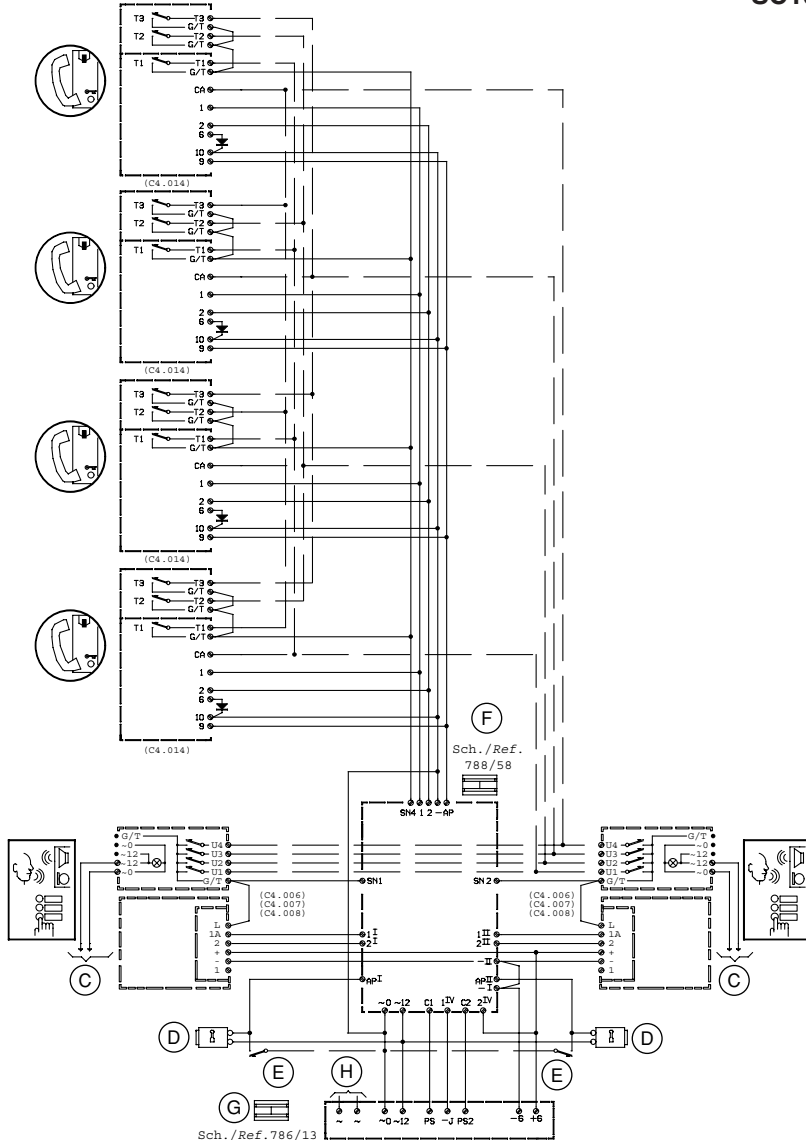 T3 T3
G/T
T2 T2
G/T
T1 T1
G/T
CA
1
2
6
10
9
(C4.014)
T3 T3
G/T
T2 T2
G/T
T1 T1
G/T
CA
1
2
6
10
9
(C4.014)
T3 T3
G/T
T2 T2
G/T
T1 T1
G/T
CA
1
2
6
10
9
(C4.014)
T3 T3
G/T
T2 T2
G/T
T1 T1
G/T
CA
1
2
6
10
9
(C4.014)
F
Sch./Ref.
788/58
SN4 1 2 - AP
G/T
~0
~12
~12
~0
U4
U3
U2
U1
G/T
SN1
SN2
U4
U3
U2
U1
G/T
G/T
~0
~12
~12
~0
(C4.006)
(C4.007)
(C4.008)
(C4.006)
(C4.007)
(C4.008)
L
1A
2
+
-
1
1I
2I
API
1II
2II
-II
APII
-I
L
1A
2
+
-
1
C
C
~0 ~12 C1 1IV C2 2IV
D
D
E
E
H
G
Sch./Ref.786/13
~ ~ ~0 ~12 PS -J PS2 -6 +6